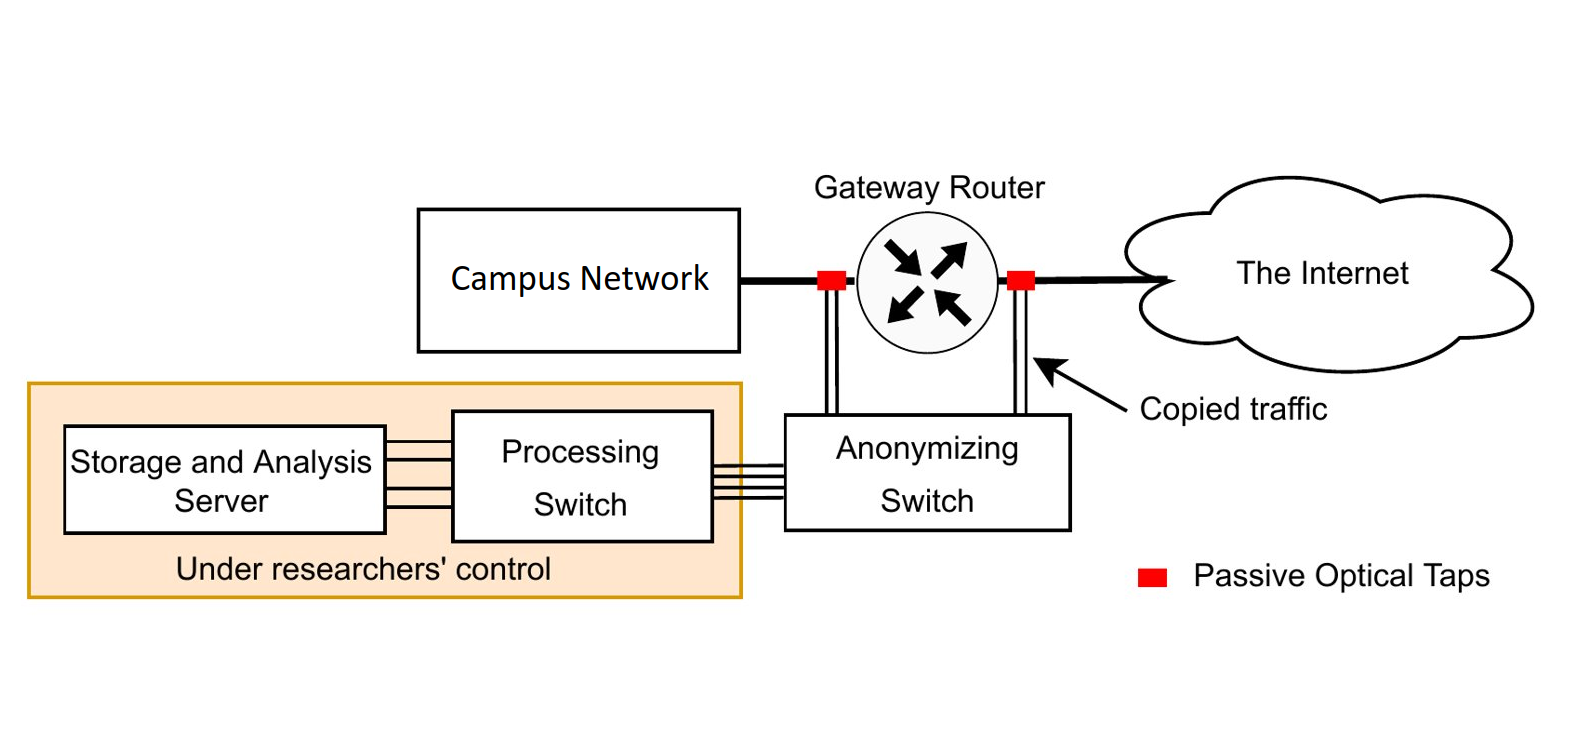 Gateway Router
Campus Network
The Internet
Copied traffic
Storage and Analysis
Server
Processing
Switch
Anonymizing
Switch
Under researchers' control
Passive Optical Taps